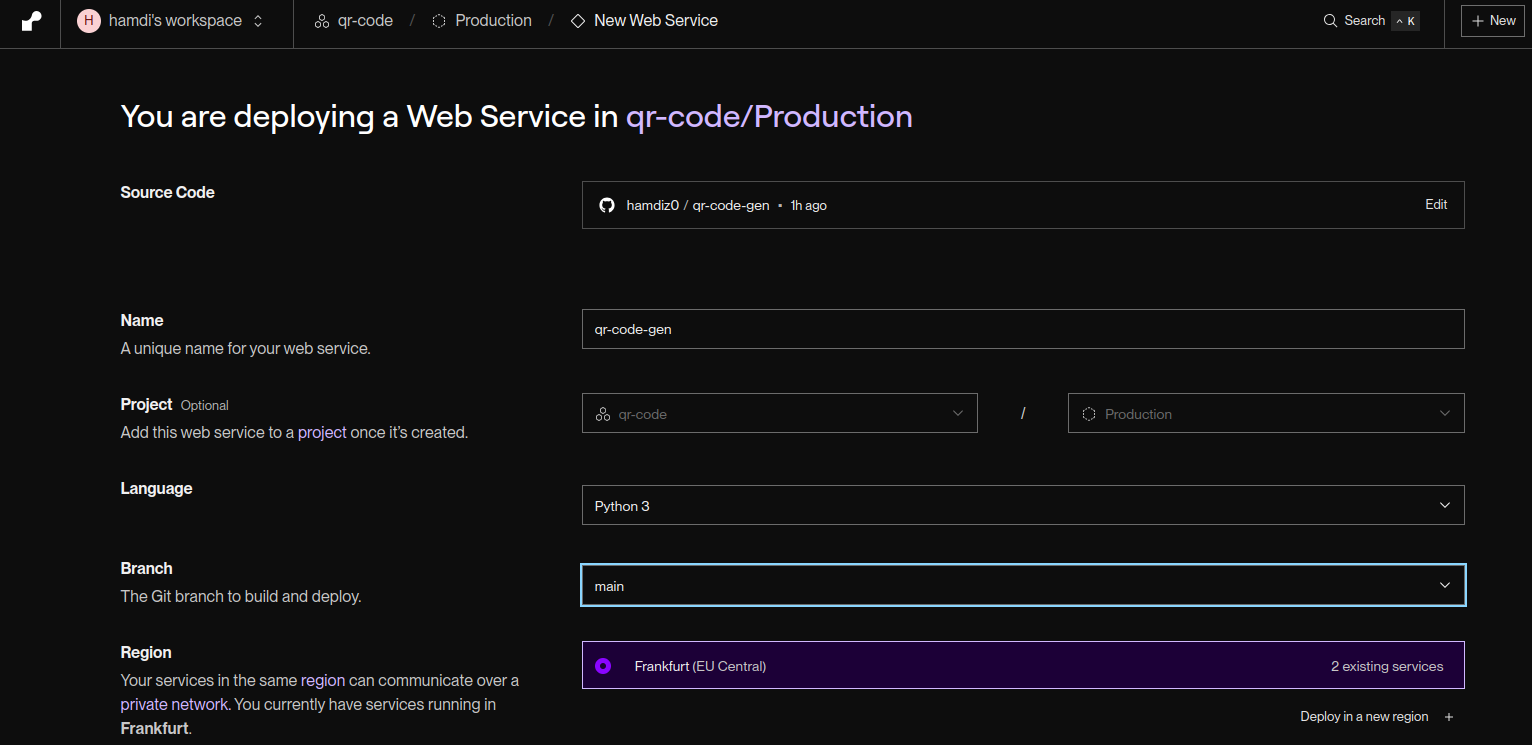 H hamdi's workspace qr-code / Production / New Web Service Search ^ K + New
You are deploying a Web Service in qr-code/Production
Source Code
hamdiz0 / qr-code-gen ▪ 1h ago Edit
Name
A unique name for your web service.
qr-code-gen
Project Optional
Add this web service to a project once it’s created.
qr-code / Production
Language
Python 3
Branch
The Git branch to build and deploy.
main
Region
Your services in the same region can communicate over a
private network. You currently have services running in
Frankfurt.
Frankfurt (EU Central) 2 existing services
Deploy in a new region +